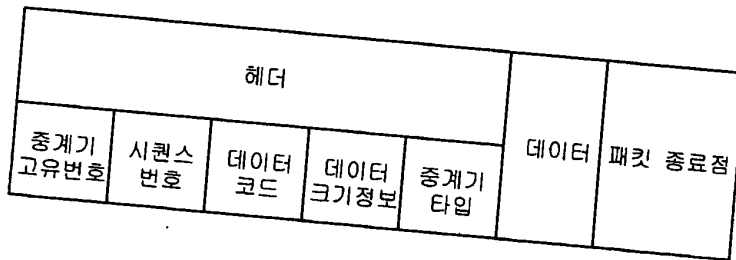 헤더
중계기
고유번호
시퀀스
번호
데이터
코드
데이터
크기정보
중계기
타입
데이터
패킷 종료점